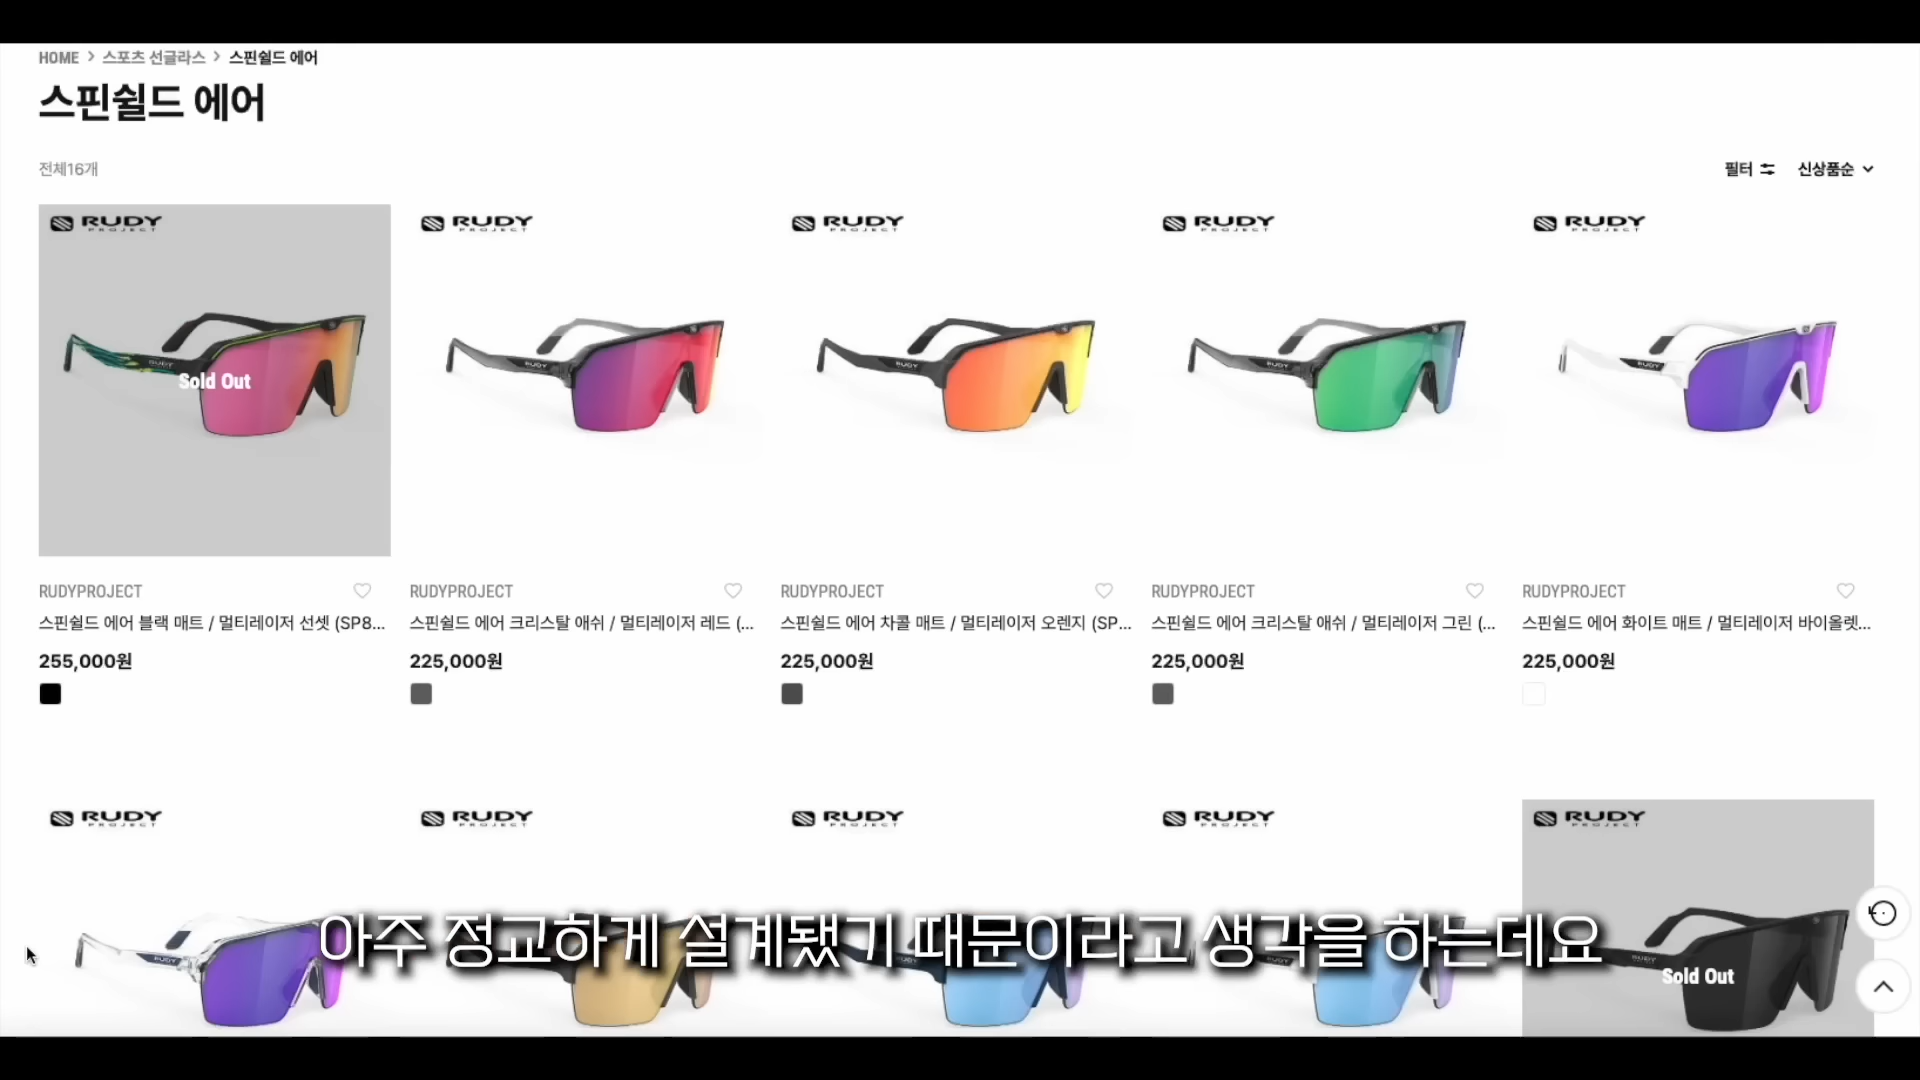 HOME > 스포츠 선글라스 > 스핀쉴드 에어
스핀쉴드 에어
전체16개
필터 신상품순
RUDY PROJECT
RUDY PROJECT
RUDY PROJECT
RUDY PROJECT
RUDY PROJECT
Sold Out
RUDYPROJECT
스핀쉴드 에어 블랙 매트 / 멀티레이저 선셋 (SP8...
255,000원
RUDYPROJECT
스핀쉴드 에어 크리스탈 애쉬 / 멀티레이저 레드 (...
225,000원
RUDYPROJECT
스핀쉴드 에어 차콜 매트 / 멀티레이저 오렌지 (SP...
225,000원
RUDYPROJECT
스핀쉴드 에어 크리스탈 애쉬 / 멀티레이저 그린 (...
225,000원
RUDYPROJECT
스핀쉴드 에어 화이트 매트 / 멀티레이저 바이올렛...
225,000원
RUDY PROJECT
RUDY PROJECT
RUDY PROJECT
RUDY PROJECT
RUDY PROJECT
아주 정교하게 설계됐기 때문이라고 생각을 하는데요
Sold Out